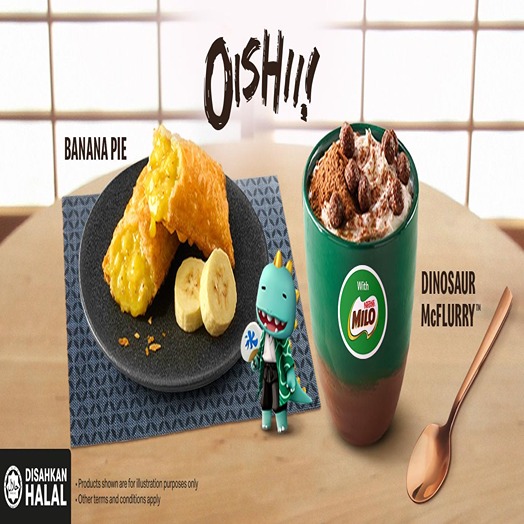 OISHII!
BANANA PIE
With
Nestlé
MILO
DINOSAUR
McFLURRY™
氷
DISAHKAN
HALAL
• Products shown are for illustration purposes only
• Other terms and conditions apply